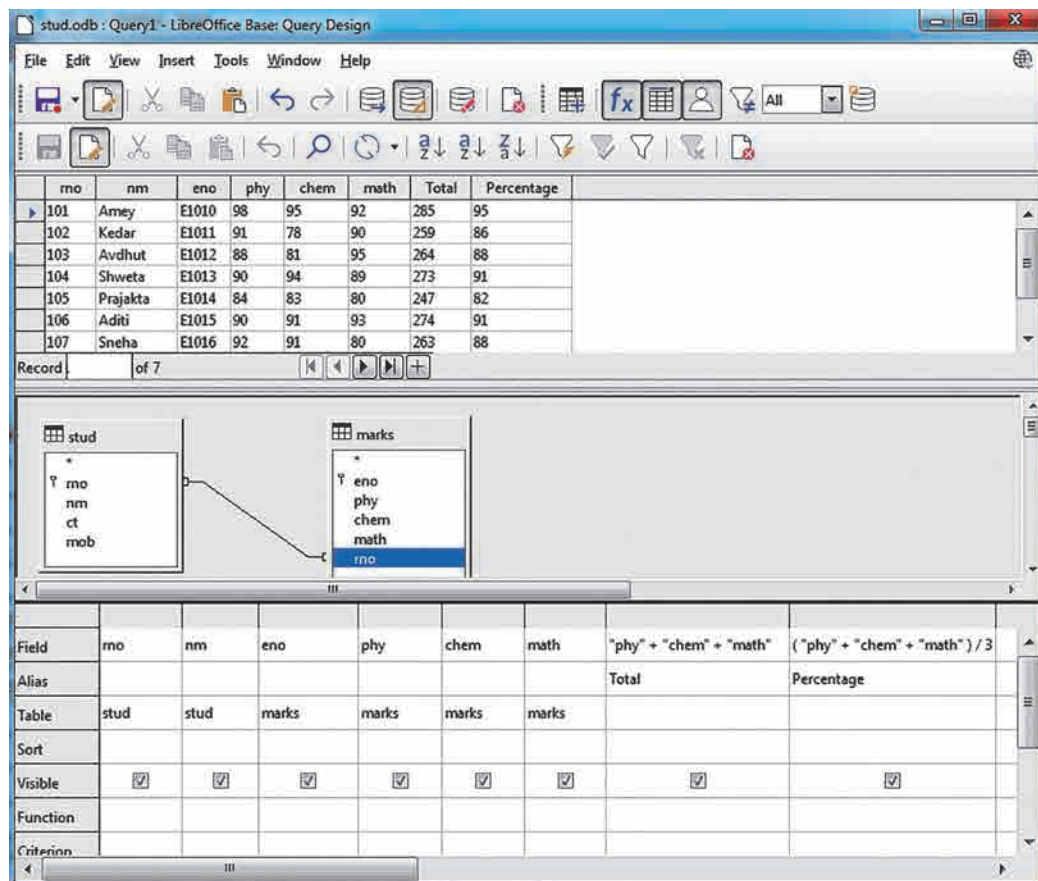 stud.odb : Query1 - LibreOffice Base: Query Design
File Edit View Insert Tools Window Help
fx All
rno nm eno phy chem math Total Percentage
101 Amey E1010 98 95 92 285 95
102 Kedar E1011 91 78 90 259 86
103 Avdhut E1012 88 81 95 264 88
104 Shweta E1013 90 94 89 273 91
105 Prajakta E1014 84 83 80 247 82
106 Aditi E1015 90 91 93 274 91
107 Sneha E1016 92 91 80 263 88
Record of 7
stud
*
rno
nm
ct
mob
marks
*
eno
phy
chem
math
rno
Field rno nm eno phy chem math "phy" + "chem" + "math" ( "phy" + "chem" + "math" ) / 3
Alias Total Percentage
Table stud stud marks marks marks marks
Sort
Visible
Function
Criterion